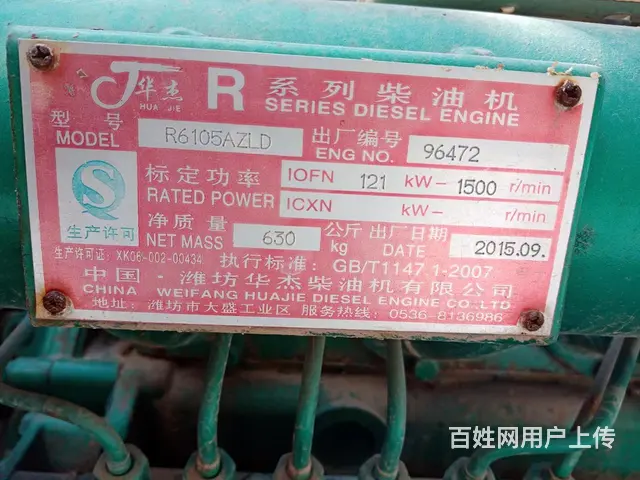 华杰 R 系列柴油机
HUA JIE SERIES DIESEL ENGINE
型号 R6105AZLD 出厂编号 96472
MODEL ENG NO.
标定功率 IOFN 121 kW- 1500 r/min
RATED POWER ICXN kW- r/min
QS
生产许可
净质量 630 公斤 出厂日期 2015.09.
NET MASS kg DATE
生产许可证: XK06-002-00434 执行标准: GB/T1147.1-2007
中国·潍坊华杰柴油机有限公司
CHINA WEIFANG HUAJIE DIESEL ENGINE CO.,LTD
地址: 潍坊市大盛工业区 服务热线: 0536-8136986
百姓网用户上传